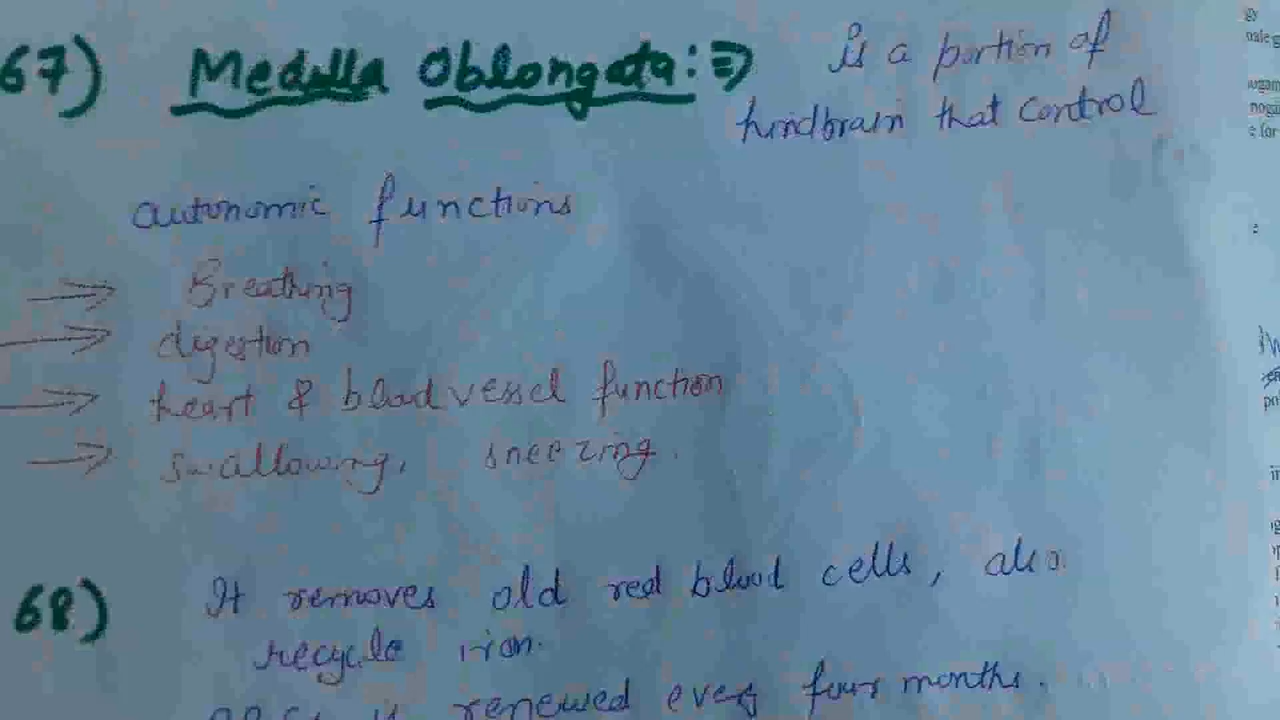 67) Medulla Oblongata:⇒ is a portion of
hindbrain that control
autonomic functions
→ Breathing
→ digestion
→ heart & blood vessel function
→ swallowing, sneezing.
68) It removes old red blood cells, also
recycle iron.
renewed every four months.